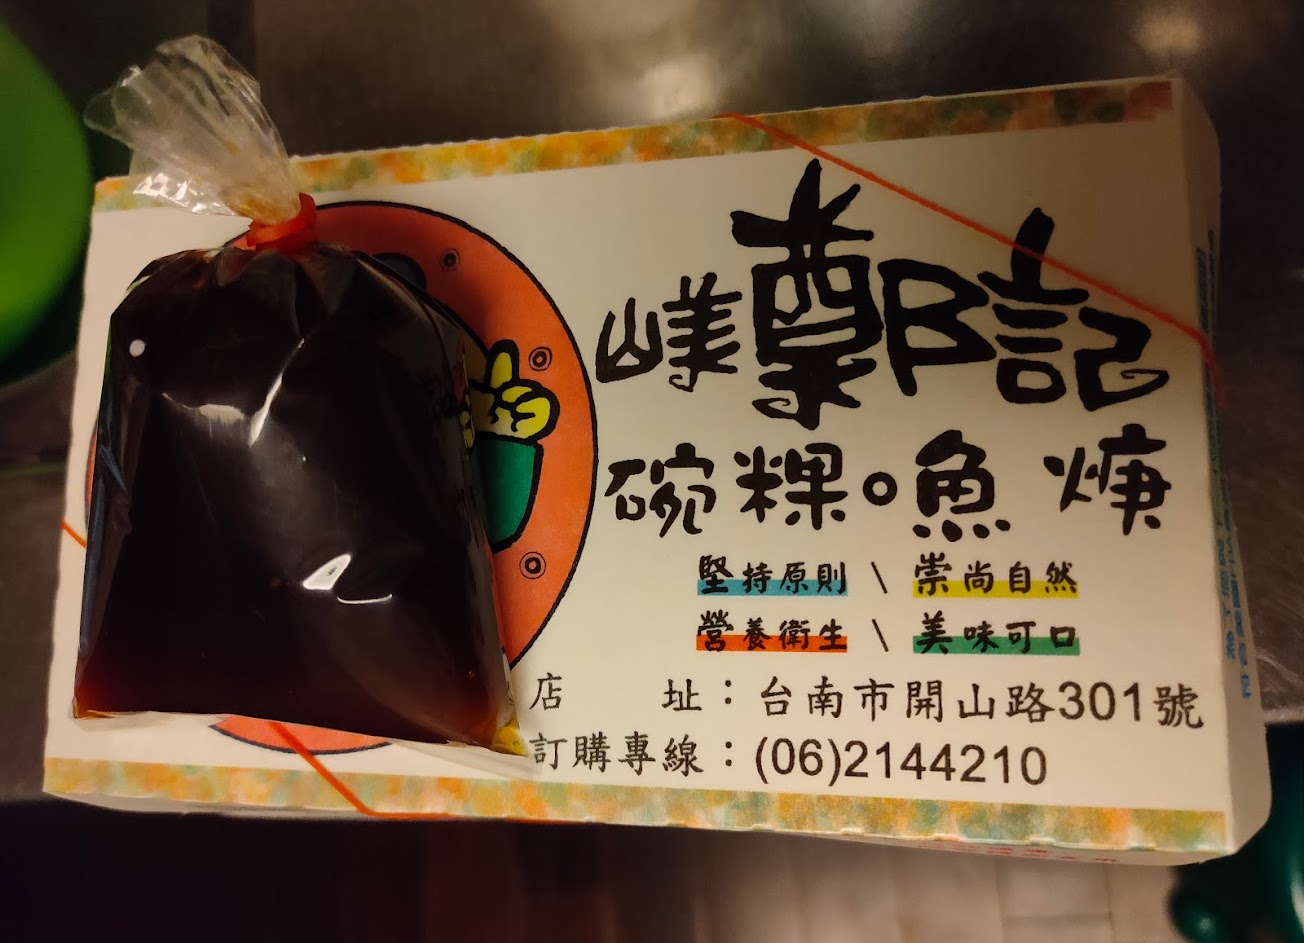 嵄鄭記
碗粿。魚焿
堅持原則 \ 崇尚自然
營養衛生 \ 美味可口
店　　址：台南市開山路301號
訂購專線：(06)2144210